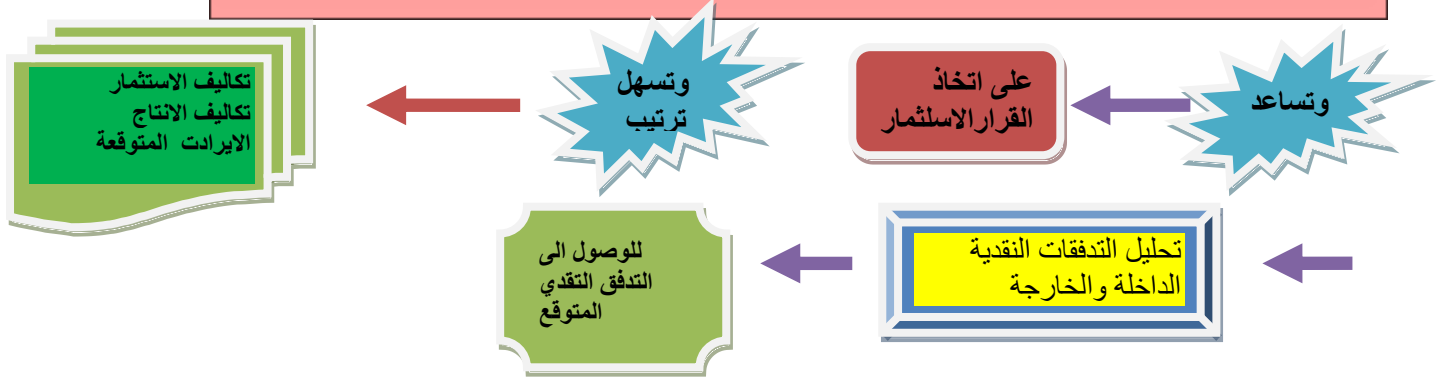 وتساعد
على اتخاذ
القرارالاسلثمار
وتسهل
ترتيب
تكاليف الاستثمار
تكاليف الانتاج
الايرادت المتوقعة
تحليل التدفقات النقدية
الداخلة والخارجة
للوصول الى
التدفق التقدي
المتوقع